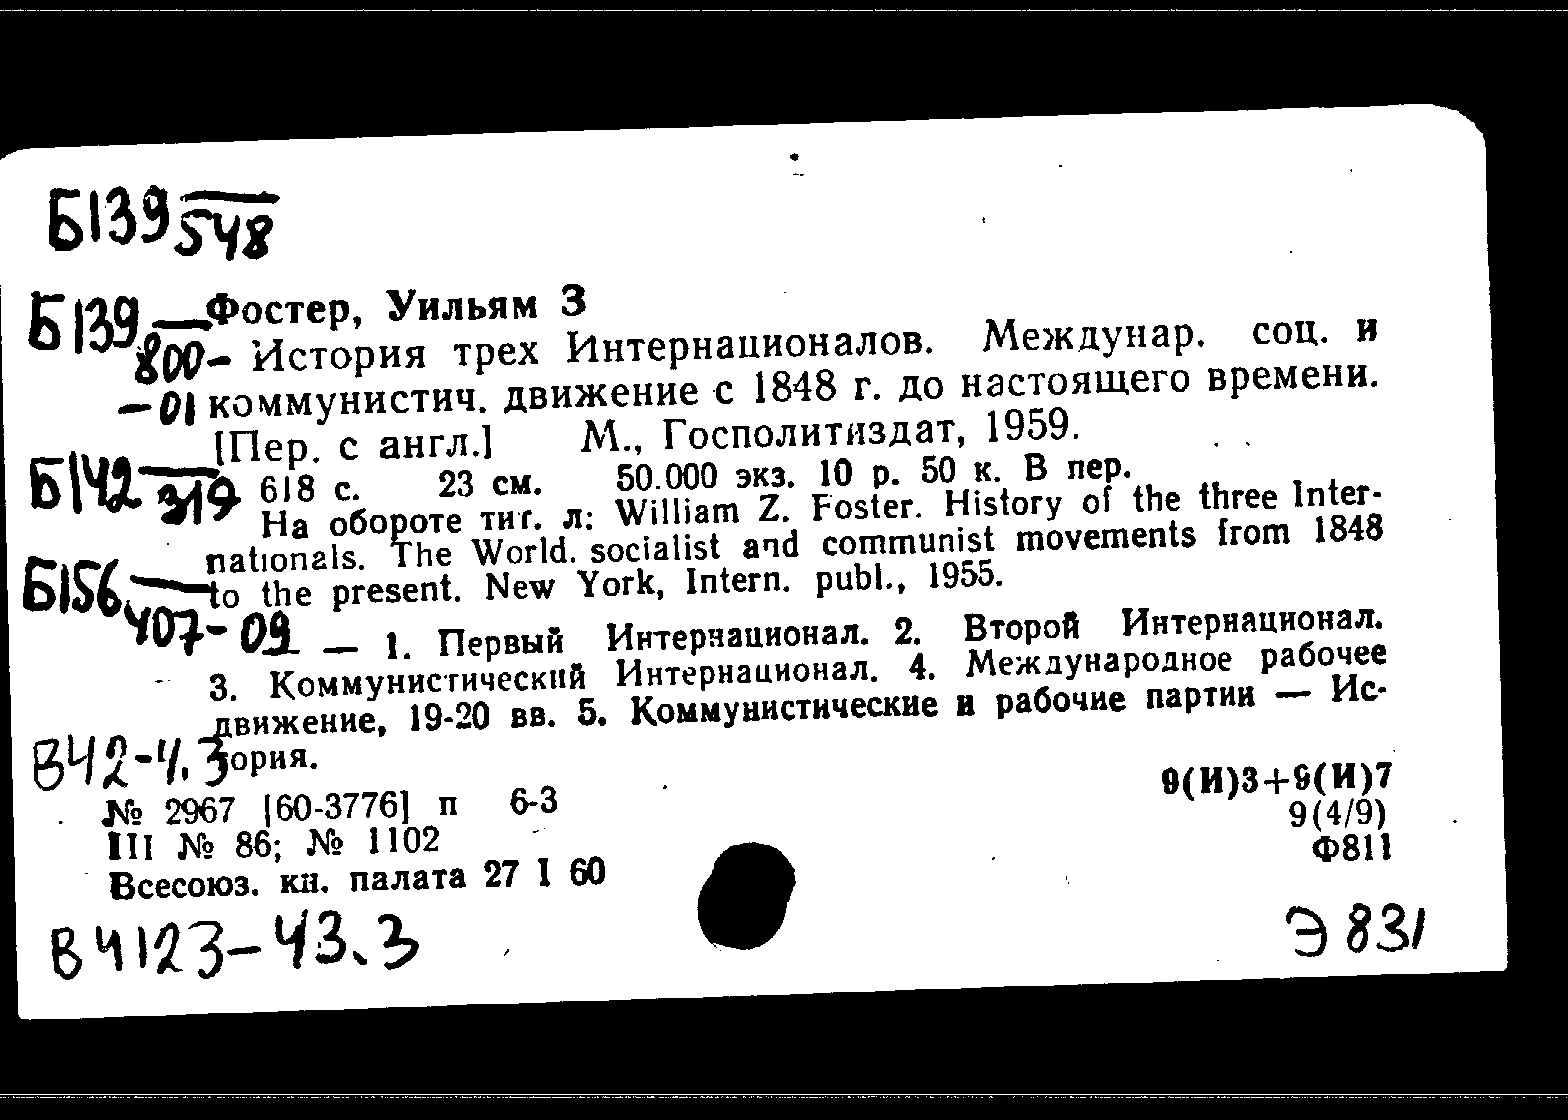 Б139 548
Б139 Фостер, Уильям З
800- История трех Интернационалов. Междунар. соц. и
-01 коммунистич. движение с 1848 г. до настоящего времени.
[Пер. с англ.] М., Госполитиздат, 1959.
Б142 319 618 с. 23 см. 50.000 экз. 10 р. 50 к. В пер.
На обороте тит. л: William Z. Foster. History of the three Inter-
nationals. The World. socialist and communist movements from 1848
Б156 to the present. New York, Intern. publ., 1955.
407-09 — 1. Первый Интернационал. 2. Второй Интернационал.
3. Коммунистический Интернационал. 4. Международное рабочее
движение, 19-20 вв. 5. Коммунистические и рабочие партии — Ис-
тория.
В42-4.3
9(И)3+9(И)7
№ 2967 [60-3776] п 6-3
9(4/9)
III № 86; № 1102
Ф811
Всесоюз. кн. палата 27 I 60
В4123-43.3
Э831